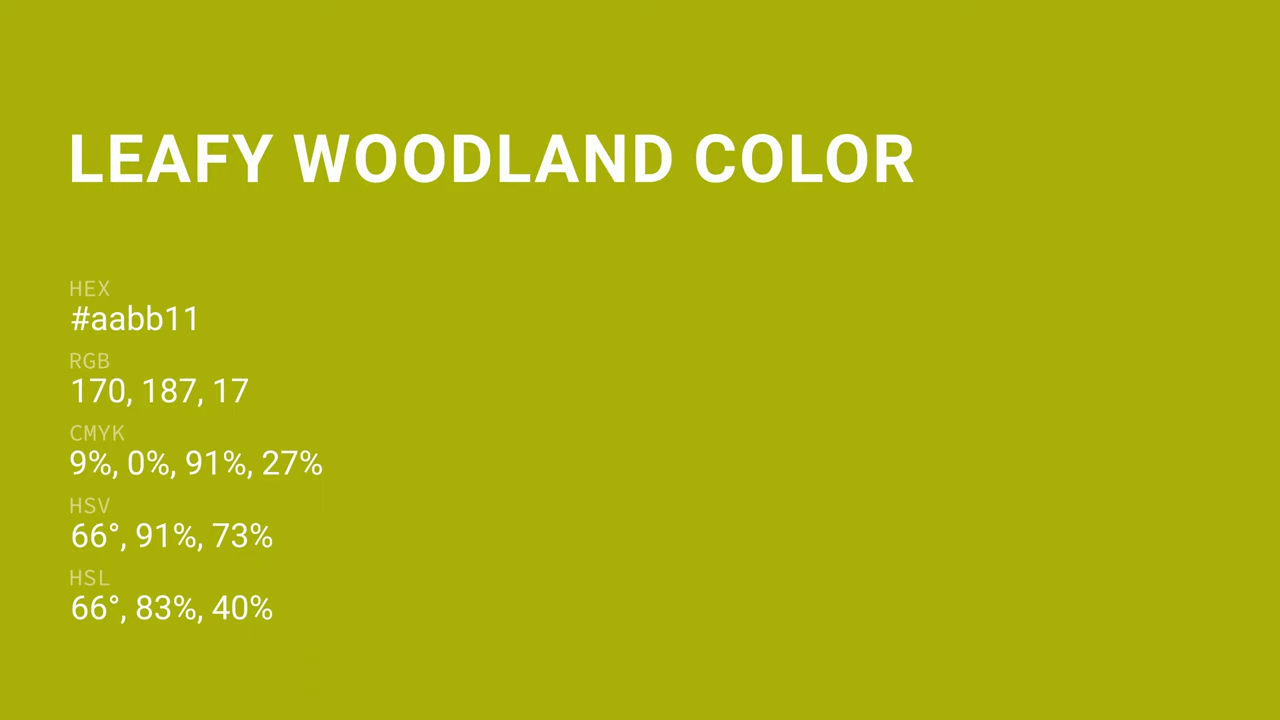 LEAFY WOODLAND COLOR
HEX
#aabb11
RGB
170, 187, 17
CMYK
9%, 0%, 91%, 27%
HSV
66°, 91%, 73%
HSL
66°, 83%, 40%